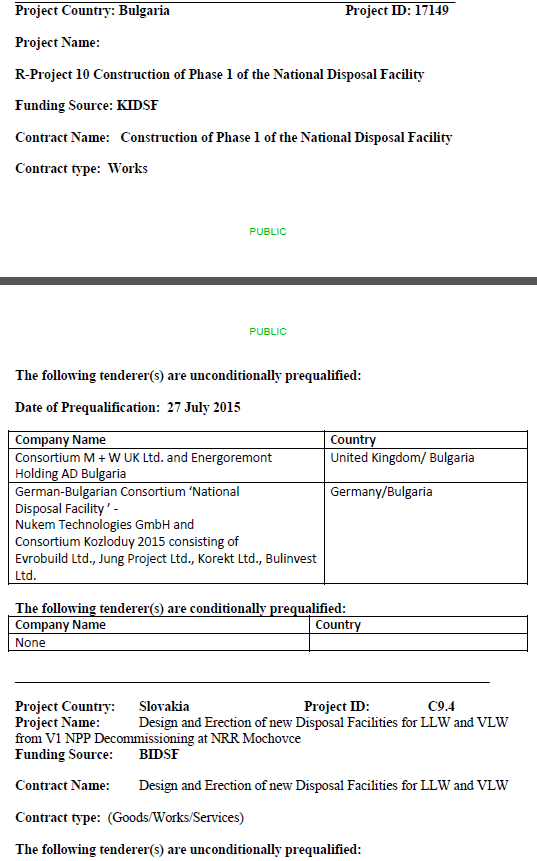 Project Country: Bulgaria Project ID: 17149
Project Name:
R-Project 10 Construction of Phase 1 of the National Disposal Facility
Funding Source: KIDSF
Contract Name: Construction of Phase 1 of the National Disposal Facility
Contract type: Works
PUBLIC
PUBLIC
The following tenderer(s) are unconditionally prequalified:
Date of Prequalification: 27 July 2015
Company Name Country
Consortium M + W UK Ltd. and Energoremont United Kingdom/ Bulgaria
Holding AD Bulgaria
German-Bulgarian Consortium ‘National Germany/Bulgaria
Disposal Facility ’ -
Nukem Technologies GmbH and
Consortium Kozloduy 2015 consisting of
Evrobuild Ltd., Jung Project Ltd., Korekt Ltd., Bulinvest
Ltd.
The following tenderer(s) are conditionally prequalified:
Company Name Country
None
Project Country: Slovakia Project ID: C9.4
Project Name: Design and Erection of new Disposal Facilities for LLW and VLW
from V1 NPP Decommissioning at NRR Mochovce
Funding Source: BIDSF
Contract Name: Design and Erection of new Disposal Facilities for LLW and VLW
Contract type: (Goods/Works/Services)
The following tenderer(s) are unconditionally prequalified: